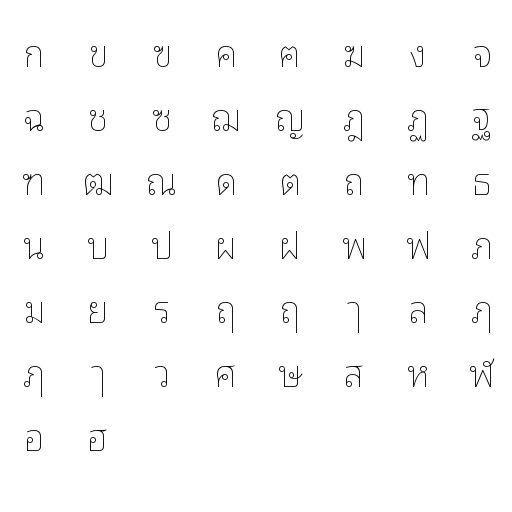 ก ข ฃ ค ฅ ฆ ง จ
ฉ ช ซ ฌ ญ ฎ ฏ ฐ
ฑ ฒ ณ ด ต ถ ท ธ
น บ ป ผ ฝ พ ฟ ภ
ม ย ร ฤ ฤ ๅ ล ฦ
ฦ ๅ ว ศ ษ ส ห ฬ
อ ฮ